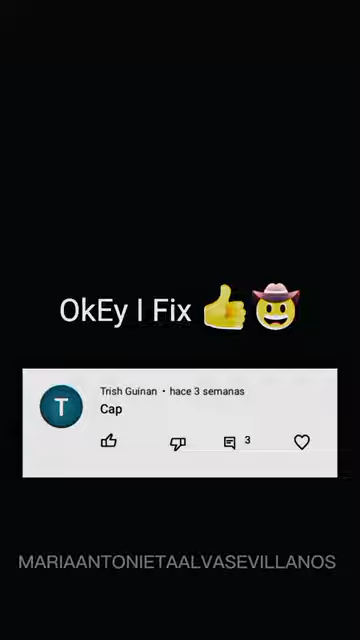 OkEy I Fix 👍🤠
T
Trish Guinan • hace 3 semanas
Cap
3
MARIAANTONIETAALVASEVILLANOS